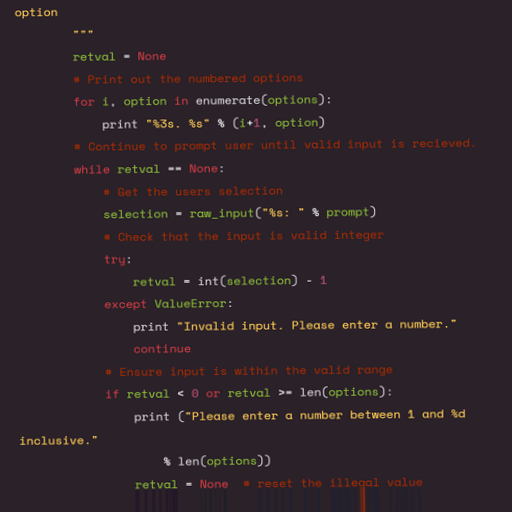 option
"""
retval = None
# Print out the numbered options
for i, option in enumerate(options):
print "%3s. %s" % (i+1, option)
# Continue to prompt user until valid input is recieved.
while retval == None:
# Get the users selection
selection = raw_input("%s: " % prompt)
# Check that the input is valid integer
try:
retval = int(selection) - 1
except ValueError:
print "Invalid input. Please enter a number."
continue
# Ensure input is within the valid range
if retval < 0 or retval >= len(options):
print ("Please enter a number between 1 and %d
inclusive."
% len(options))
retval = None # reset the illegal value